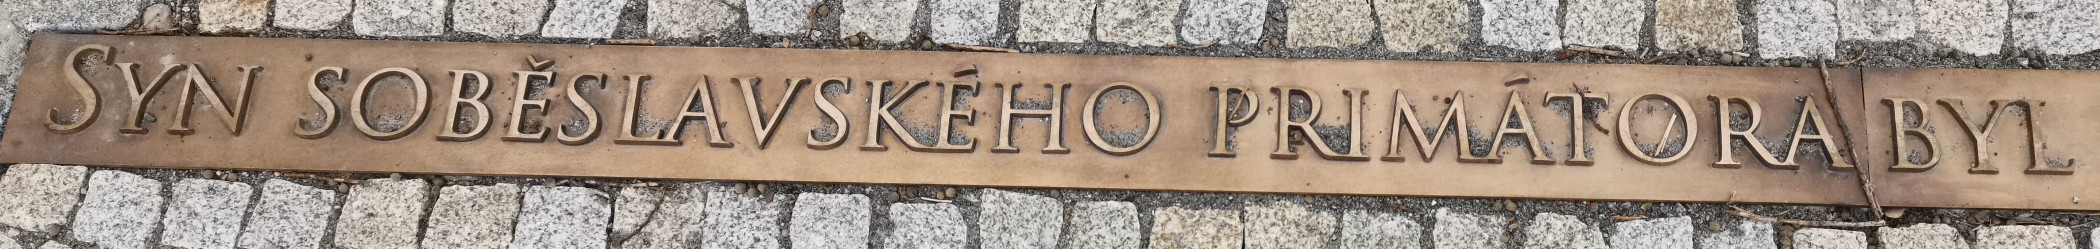 SYN SOBĚSLAVSKÉHO PRIMÁTORA BYL